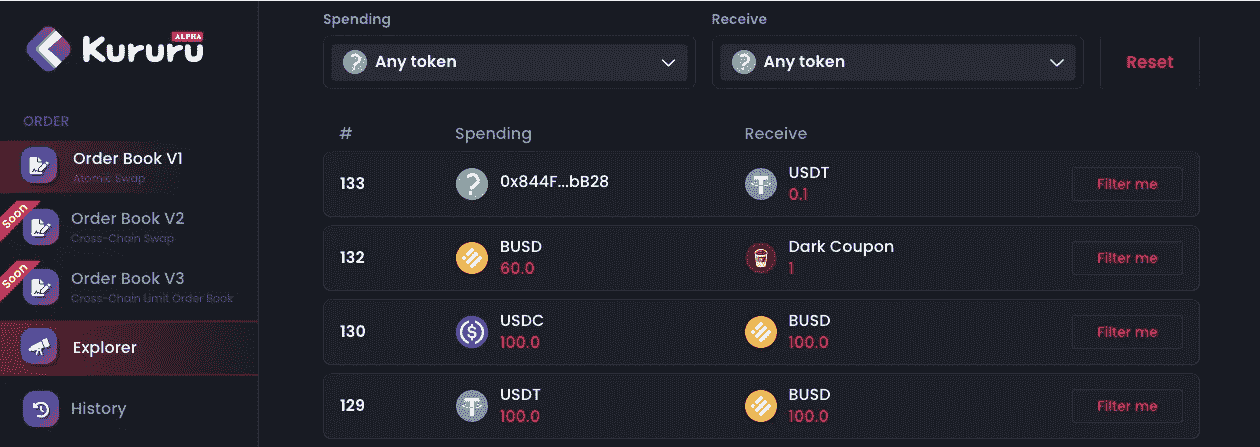 Kururu
ALPHA
ORDER
Order Book V1
Atomic Swap
Soon
Order Book V2
Cross-Chain Swap
Soon
Order Book V3
Cross-Chain Limit Order Book
Explorer
History
Spending
Receive
? Any token
? Any token
Reset
# Spending Receive
133 ? 0x844F...bB28 USDT Filter me
0.1
132 BUSD Dark Coupon Filter me
60.0 1
130 USDC BUSD Filter me
100.0 100.0
129 USDT BUSD Filter me
100.0 100.0